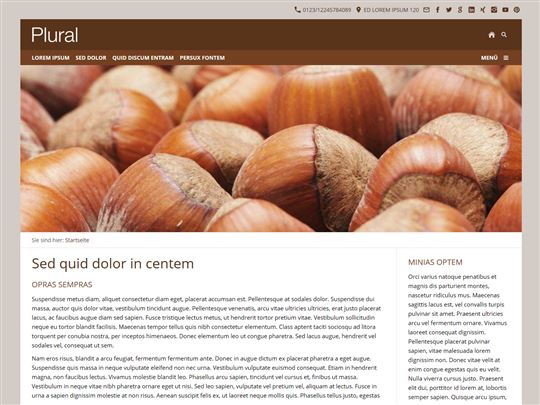 0123/12245784089 ED LOREM IPSUM 120
Plural
LOREM IPSUM SED DOLOR QUID DISCUM ENTRAM PERSUX FONTEM MENÜ
Sie sind hier: Startseite
Sed quid dolor in centem
OPRAS SEMPRAS
Suspendisse metus diam, aliquet consectetur diam eget, placerat accumsan est. Pellentesque at sodales dolor. Suspendisse dui
massa, auctor quis dolor vitae, vestibulum tincidunt augue. Pellentesque venenatis, arcu vitae ultricies ultricies, erat justo placerat
lacus, ac faucibus augue diam sed sapien. Fusce tristique lectus metus, ut hendrerit tortor pretium vitae. Vestibulum sollicitudin
neque eu tortor blandit facilisis. Maecenas tempor tellus quis nibh consectetur elementum. Class aptent taciti sociosqu ad litora
torquent per conubia nostra, per inceptos himenaeos. Donec elementum leo ut congue pharetra. Sed lacus augue, hendrerit vel
sodales vel, consequat ut sem.
Nam eros risus, blandit a arcu feugiat, fermentum fermentum ante. Donec in augue dictum ex placerat pharetra a eget augue.
Suspendisse quis massa in neque vulputate eleifend non nec urna. Vestibulum vulputate euismod consequat. Etiam in hendrerit
magna, non faucibus lectus. Vivamus molestie blandit leo. Phasellus arcu sapien, tincidunt vel cursus et, finibus ut massa.
Vestibulum in neque vitae nibh pharetra ornare eget ut nisi. Sed leo sapien, vulputate vel pretium vel, aliquam at lectus. Fusce in
urna a sapien dignissim molestie at non risus. Aenean suscipit felis ex, ut laoreet neque mollis quis. Phasellus tellus justo, egestas
MINIAS OPTEM
Orci varius natoque penatibus et
magnis dis parturient montes,
nascetur ridiculus mus. Maecenas
sagittis lacus est, vel convallis turpis
pulvinar sit amet. Praesent ultricies
arcu vel fermentum ornare. Vivamus
laoreet consequat dignissim.
Pellentesque placerat pulvinar
sapien, vitae malesuada lorem
dignissim non. Donec vitae velit at
enim congue egestas quis eu velit.
Nulla viverra cursus justo. Praesent
elit dui, porttitor id lorem at, lobortis
semper sapien. Quisque arcu ipsum,